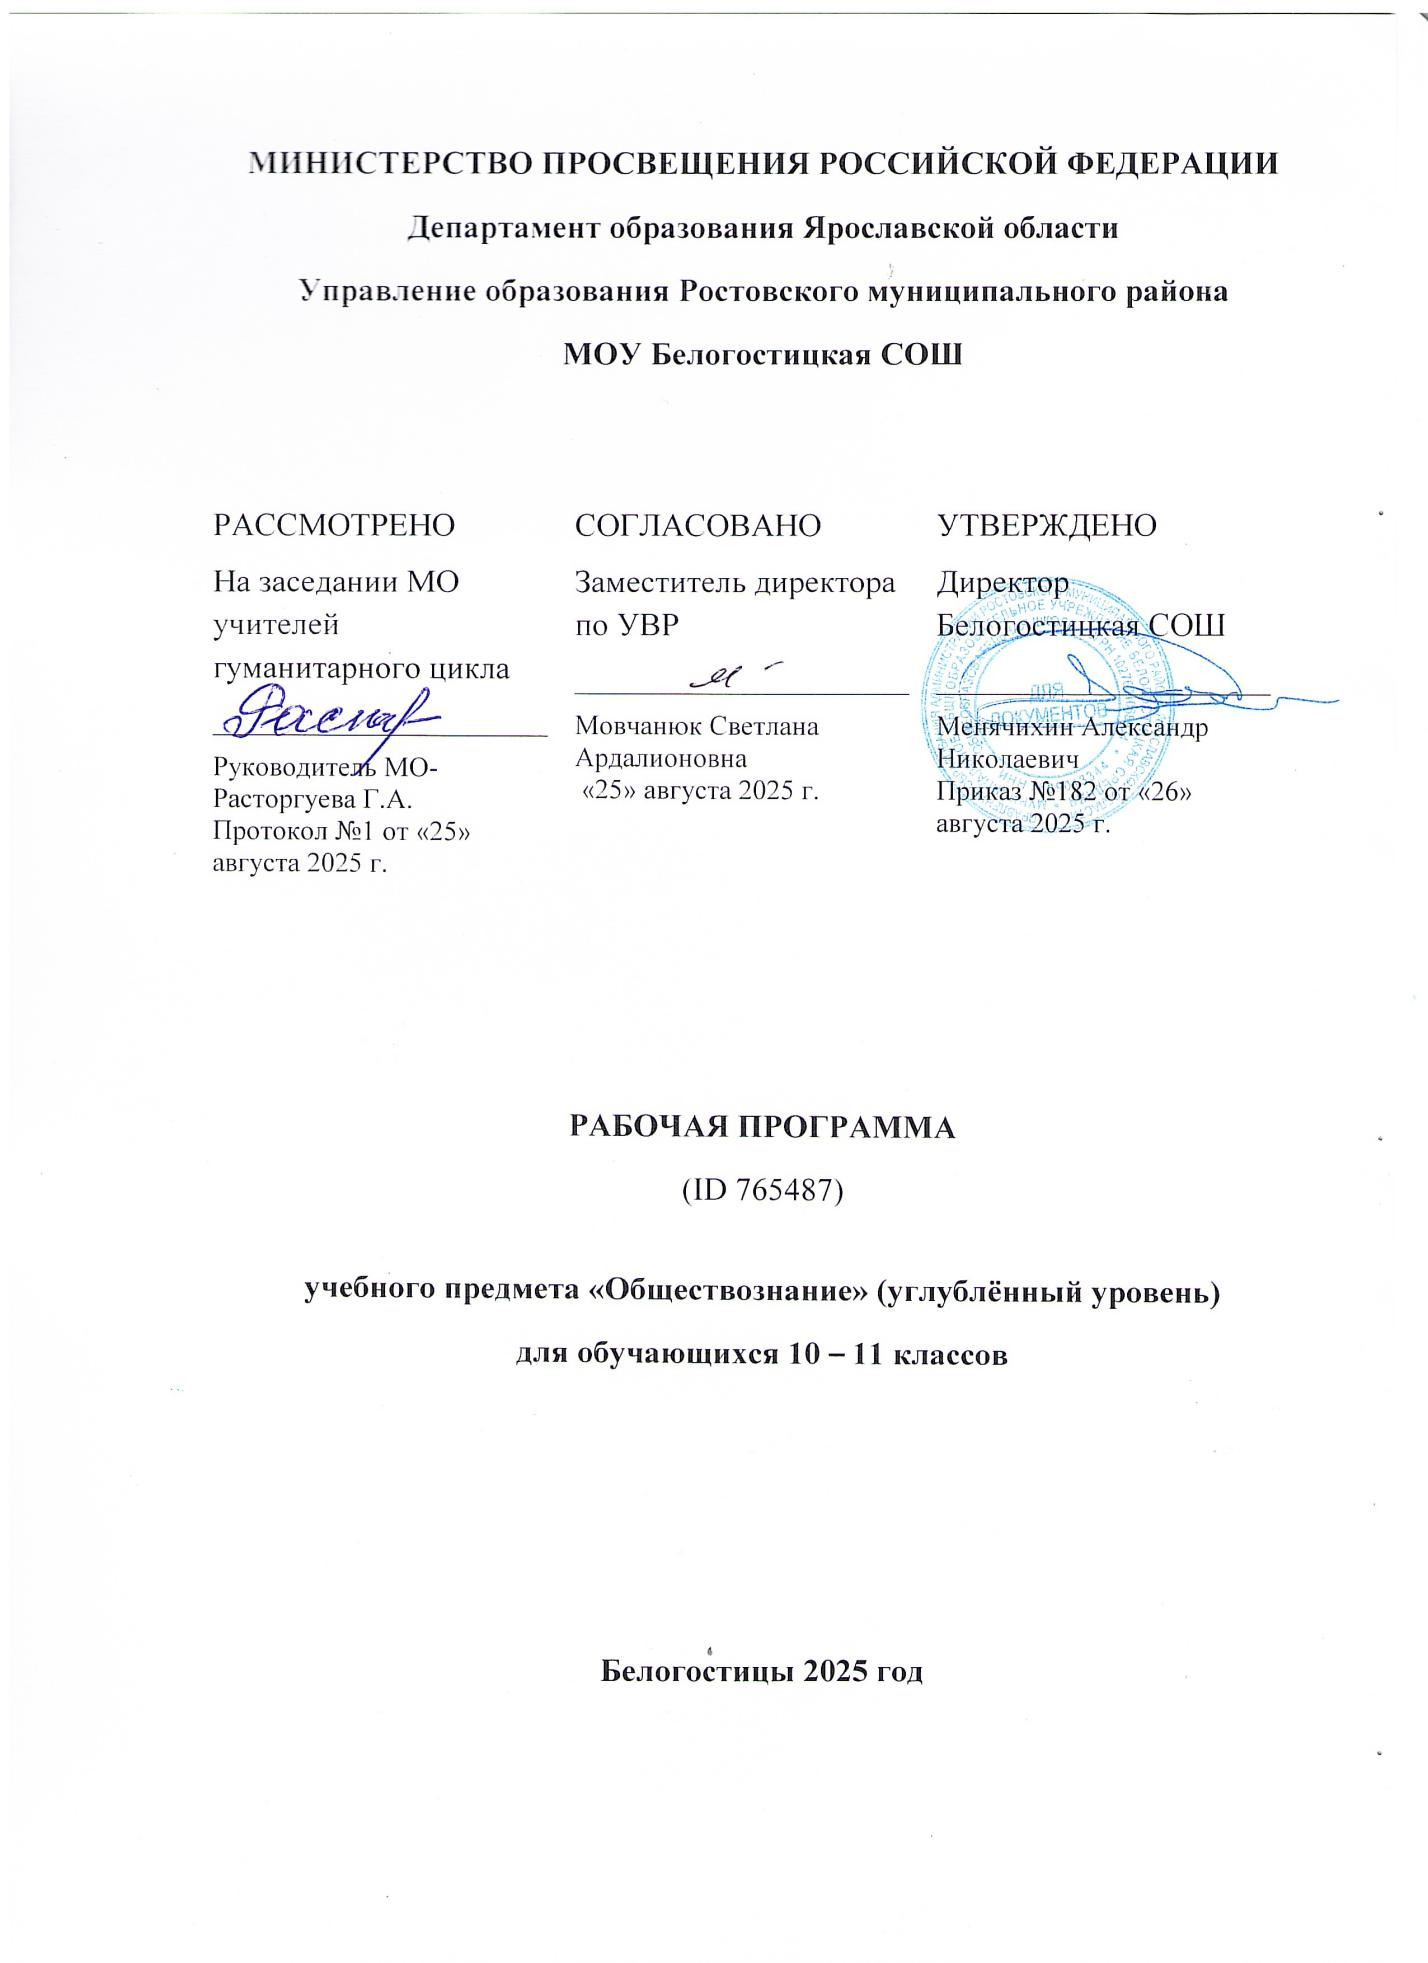 МИНИСТЕРСТВО ПРОСВЕЩЕНИЯ РОССИЙСКОЙ ФЕДЕРАЦИИ
Департамент образования Ярославской области
Управление образования Ростовского муниципального района
МОУ Белогостицкая СОШ
РАССМОТРЕНО
На заседании МО
учителей
гуманитарного цикла
Руководитель МО-
Расторгуева Г.А.
Протокол №1 от «25»
августа 2025 г.
СОГЛАСОВАНО
Заместитель директора
по УВР
Мовчанюк Светлана
Ардалионовна
«25» августа 2025 г.
УТВЕРЖДЕНО
Директор
Белогостицкая СОШ
ДЛЯ
ДОКУМЕНТОВ
Менячихин Александр
Николаевич
Приказ №182 от «26»
августа 2025 г.
РАБОЧАЯ ПРОГРАММА
(ID 765487)
учебного предмета «Обществознание» (углублённый уровень)
для обучающихся 10 – 11 классов
Белогостицы 2025 год